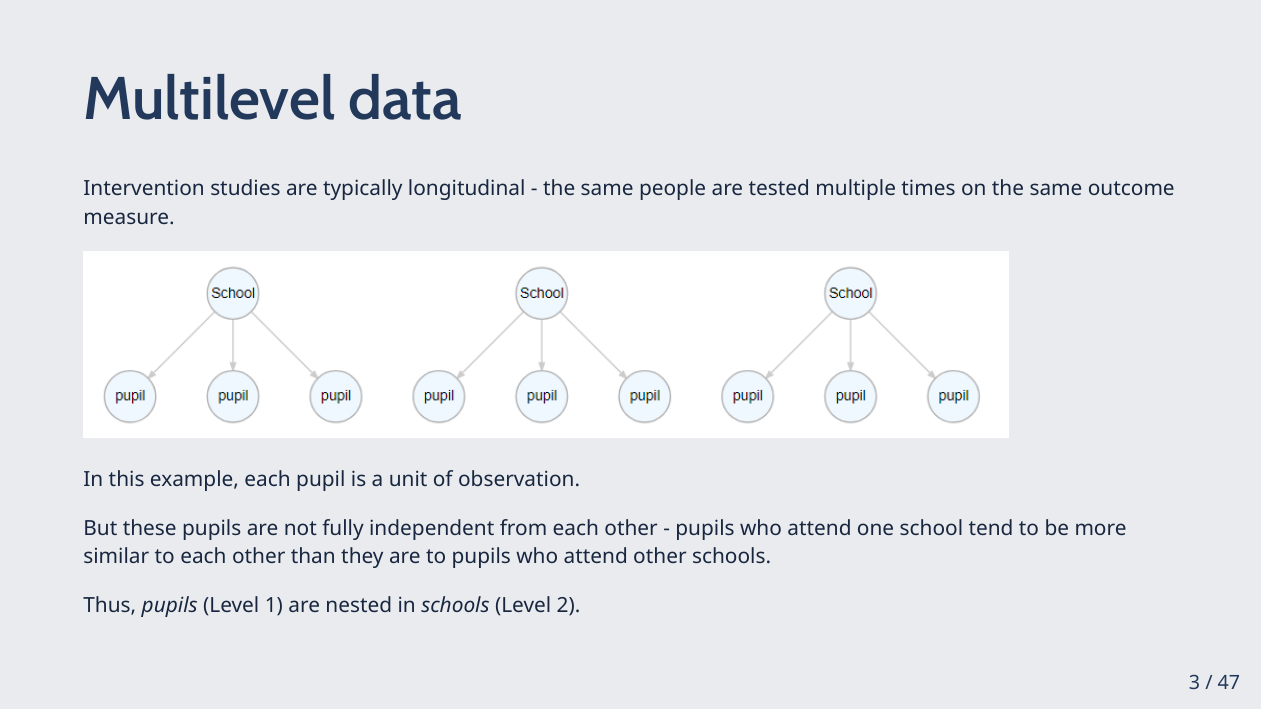 Multilevel data
Intervention studies are typically longitudinal - the same people are tested multiple times on the same outcome
measure.
School School School
pupil pupil pupil pupil pupil pupil pupil pupil pupil
In this example, each pupil is a unit of observation.
But these pupils are not fully independent from each other - pupils who attend one school tend to be more
similar to each other than they are to pupils who attend other schools.
Thus, pupils (Level 1) are nested in schools (Level 2).
3 / 47